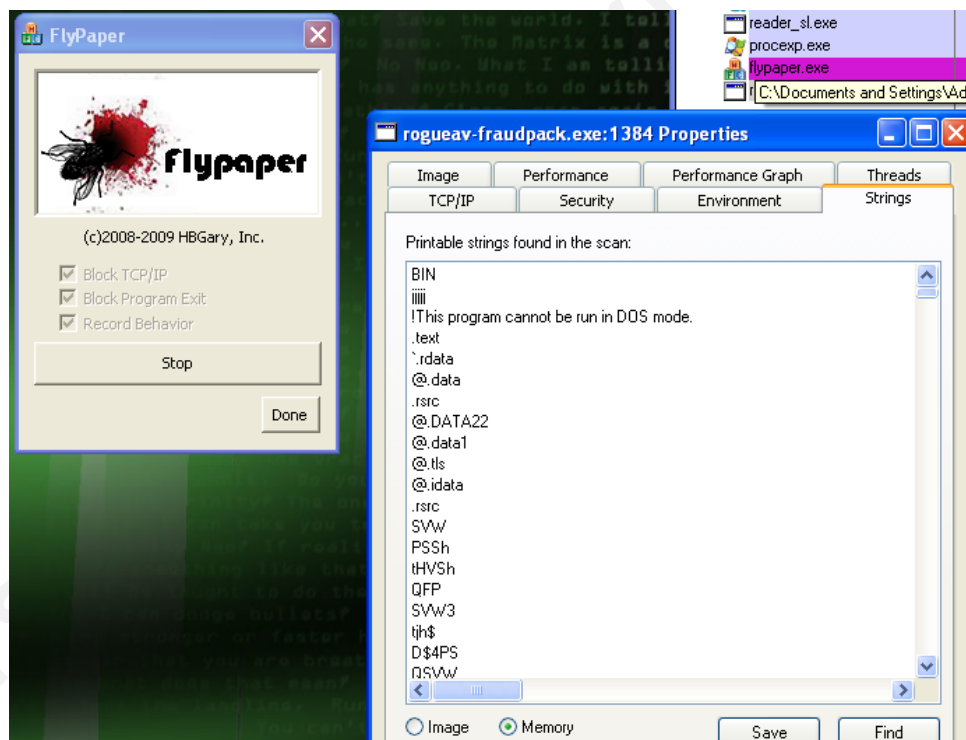 FlyPaper
Flypaper
(c)2008-2009 HBGary, Inc.
Block TCP/IP
Block Program Exit
Record Behavior
Stop
Done
reader_sl.exe
procexp.exe
flypaper.exe
C:\Documents and Settings\Ad
rogueav-fraudpack.exe:1384 Properties
Image Performance Performance Graph Threads
TCP/IP Security Environment Strings
Printable strings found in the scan:
BIN
iiiii
!This program cannot be run in DOS mode.
.text
`.rdata
@.data
.rsrc
@.DATA22
@.data1
@.tls
@.idata
.rsrc
SVW
PSSh
tHVSh
QFP
SVW3
tjh$
D$4PS
QSVW
Image Memory
Save Find